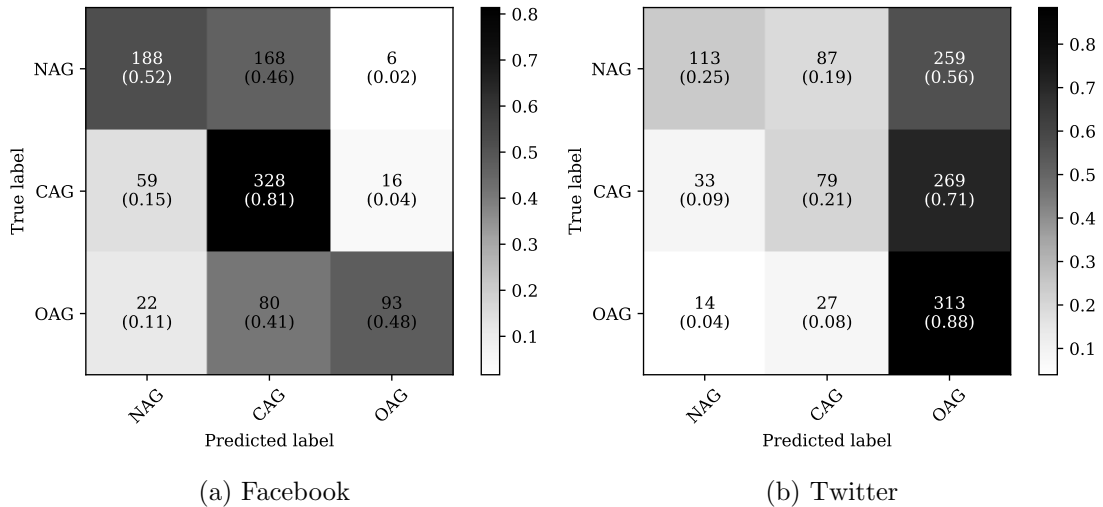 NAG
188
(0.52)
168
(0.46)
6
(0.02)
CAG
59
(0.15)
328
(0.81)
16
(0.04)
OAG
22
(0.11)
80
(0.41)
93
(0.48)
True label
NAG
CAG
OAG
Predicted label
0.8
0.7
0.6
0.5
0.4
0.3
0.2
0.1
(a) Facebook
NAG
113
(0.25)
87
(0.19)
259
(0.56)
CAG
33
(0.09)
79
(0.21)
269
(0.71)
OAG
14
(0.04)
27
(0.08)
313
(0.88)
True label
NAG
CAG
OAG
Predicted label
0.8
0.7
0.6
0.5
0.4
0.3
0.2
0.1
(b) Twitter